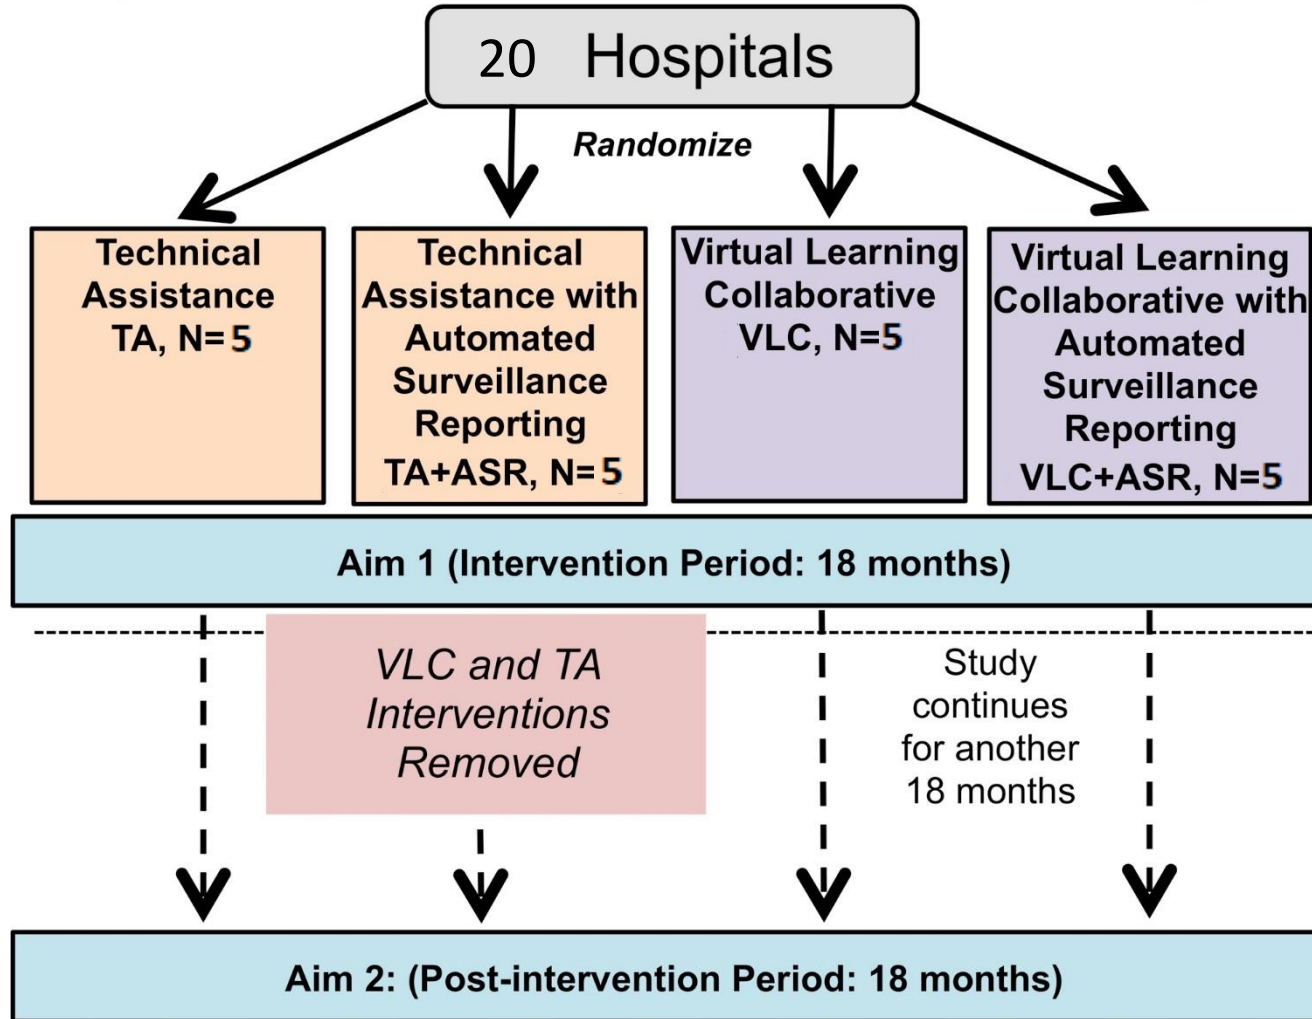 20 Hospitals
Randomize
Technical
Assistance
TA, N= 5
Technical
Assistance with
Automated
Surveillance
Reporting
TA+ASR, N= 5
Virtual Learning
Collaborative
VLC, N=5
Virtual Learning
Collaborative with
Automated
Surveillance
Reporting
VLC+ASR, N=5
Aim 1 (Intervention Period: 18 months)
VLC and TA
Interventions
Removed
Study
continues
for another
18 months
Aim 2: (Post-intervention Period: 18 months)